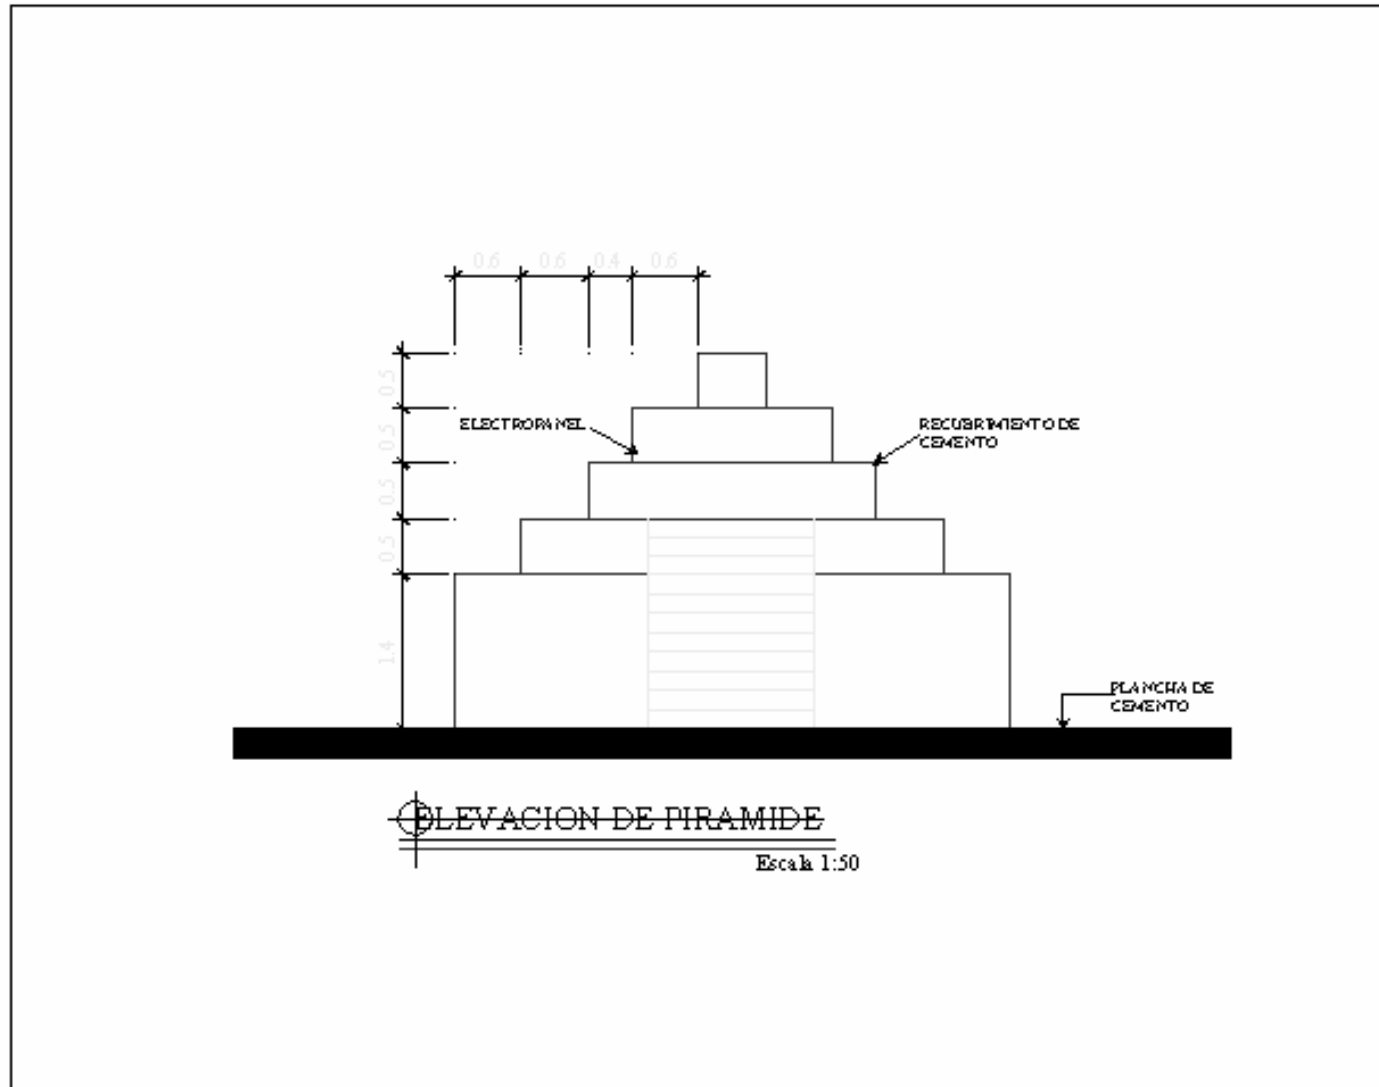 0.6 0.6 0.4 0.6
0.5
0.5
0.5
0.5
1.4
ELECTROPANEL
RECUBRIMIENTO DE
CEMENTO
PLANCHA DE
CEMENTO
ELEVACION DE PIRAMIDE
Escala 1:50